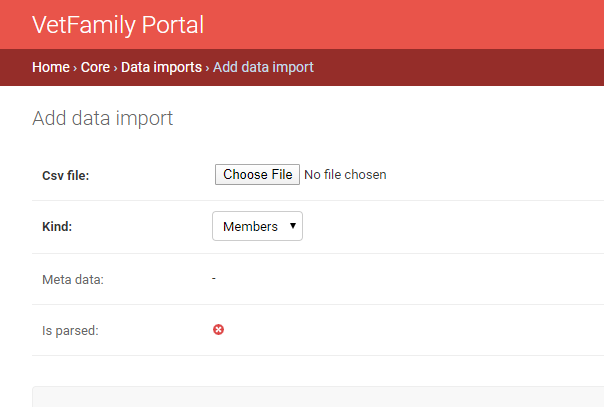 VetFamily Portal
Home › Core › Data imports › Add data import
Add data import
Csv file: Choose File No file chosen
Kind: Members
Meta data: -
Is parsed: